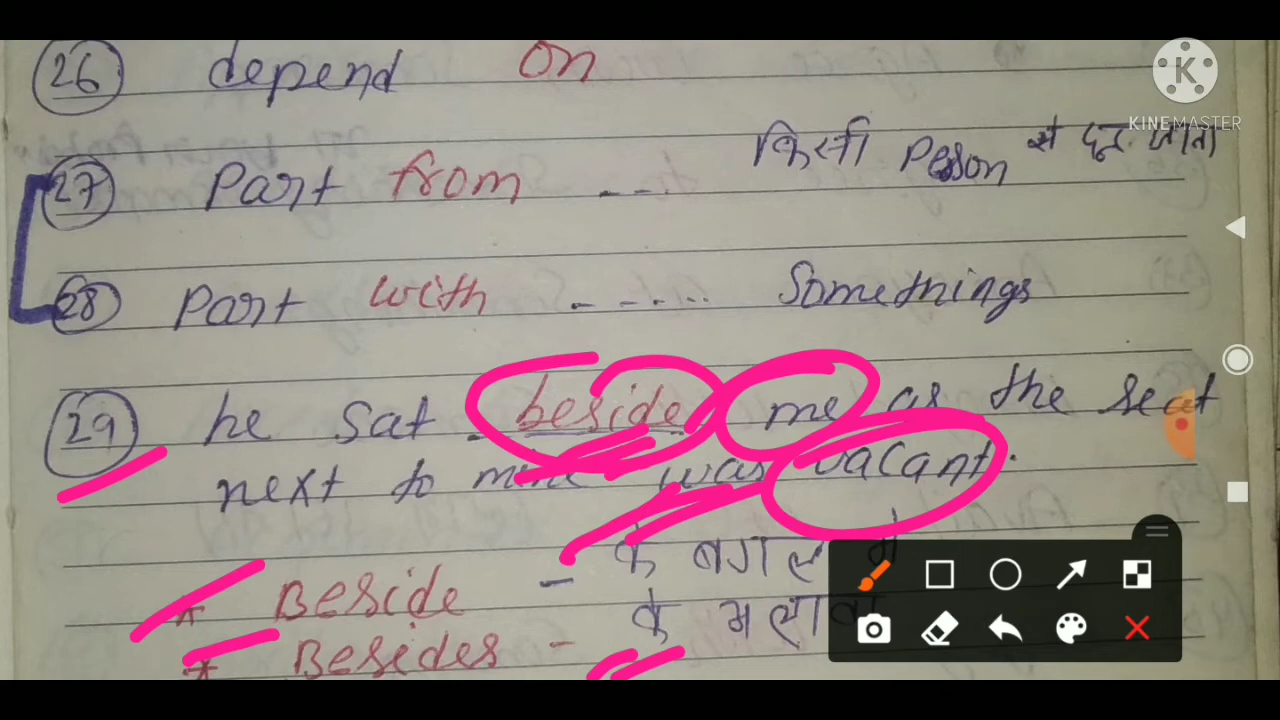 26 depend on
KINEMASTER
27 Part from ---- किसी Person से दूर जाना
28 Part with ------ Somethings
29 he sat beside me as the seat
next to mine was vacant.
* Beside - के बगल में
* Besides - के अलावा